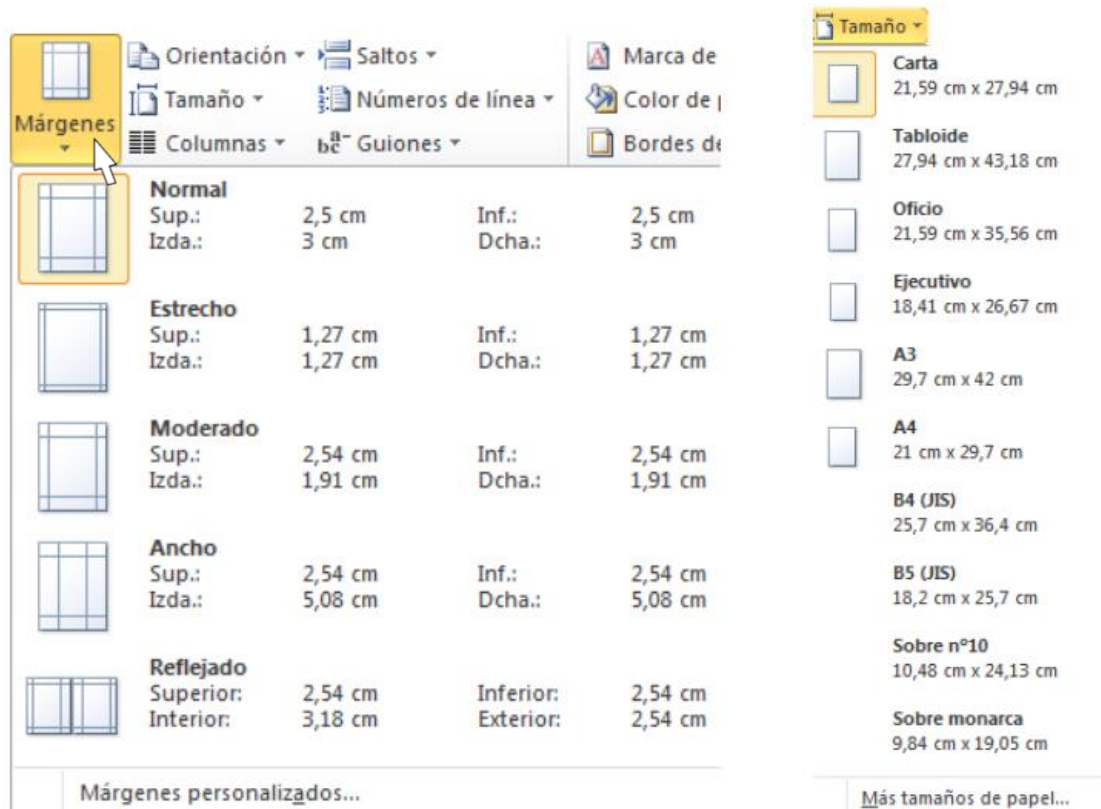 Orientación Saltos Marca de
Tamaño Números de línea Color de
Márgenes Columnas Guiones Bordes de
Normal
Sup.: 2,5 cm Inf.: 2,5 cm
Izda.: 3 cm Dcha.: 3 cm
Estrecho
Sup.: 1,27 cm Inf.: 1,27 cm
Izda.: 1,27 cm Dcha.: 1,27 cm
Moderado
Sup.: 2,54 cm Inf.: 2,54 cm
Izda.: 1,91 cm Dcha.: 1,91 cm
Ancho
Sup.: 2,54 cm Inf.: 2,54 cm
Izda.: 5,08 cm Dcha.: 5,08 cm
Reflejado
Superior: 2,54 cm Inferior: 2,54 cm
Interior: 3,18 cm Exterior: 2,54 cm
Márgenes personalizados...
Tamaño
Carta
21,59 cm x 27,94 cm
Tabloide
27,94 cm x 43,18 cm
Oficio
21,59 cm x 35,56 cm
Ejecutivo
18,41 cm x 26,67 cm
A3
29,7 cm x 42 cm
A4
21 cm x 29,7 cm
B4 (JIS)
25,7 cm x 36,4 cm
B5 (JIS)
18,2 cm x 25,7 cm
Sobre nº10
10,48 cm x 24,13 cm
Sobre monarca
9,84 cm x 19,05 cm
Más tamaños de papel...